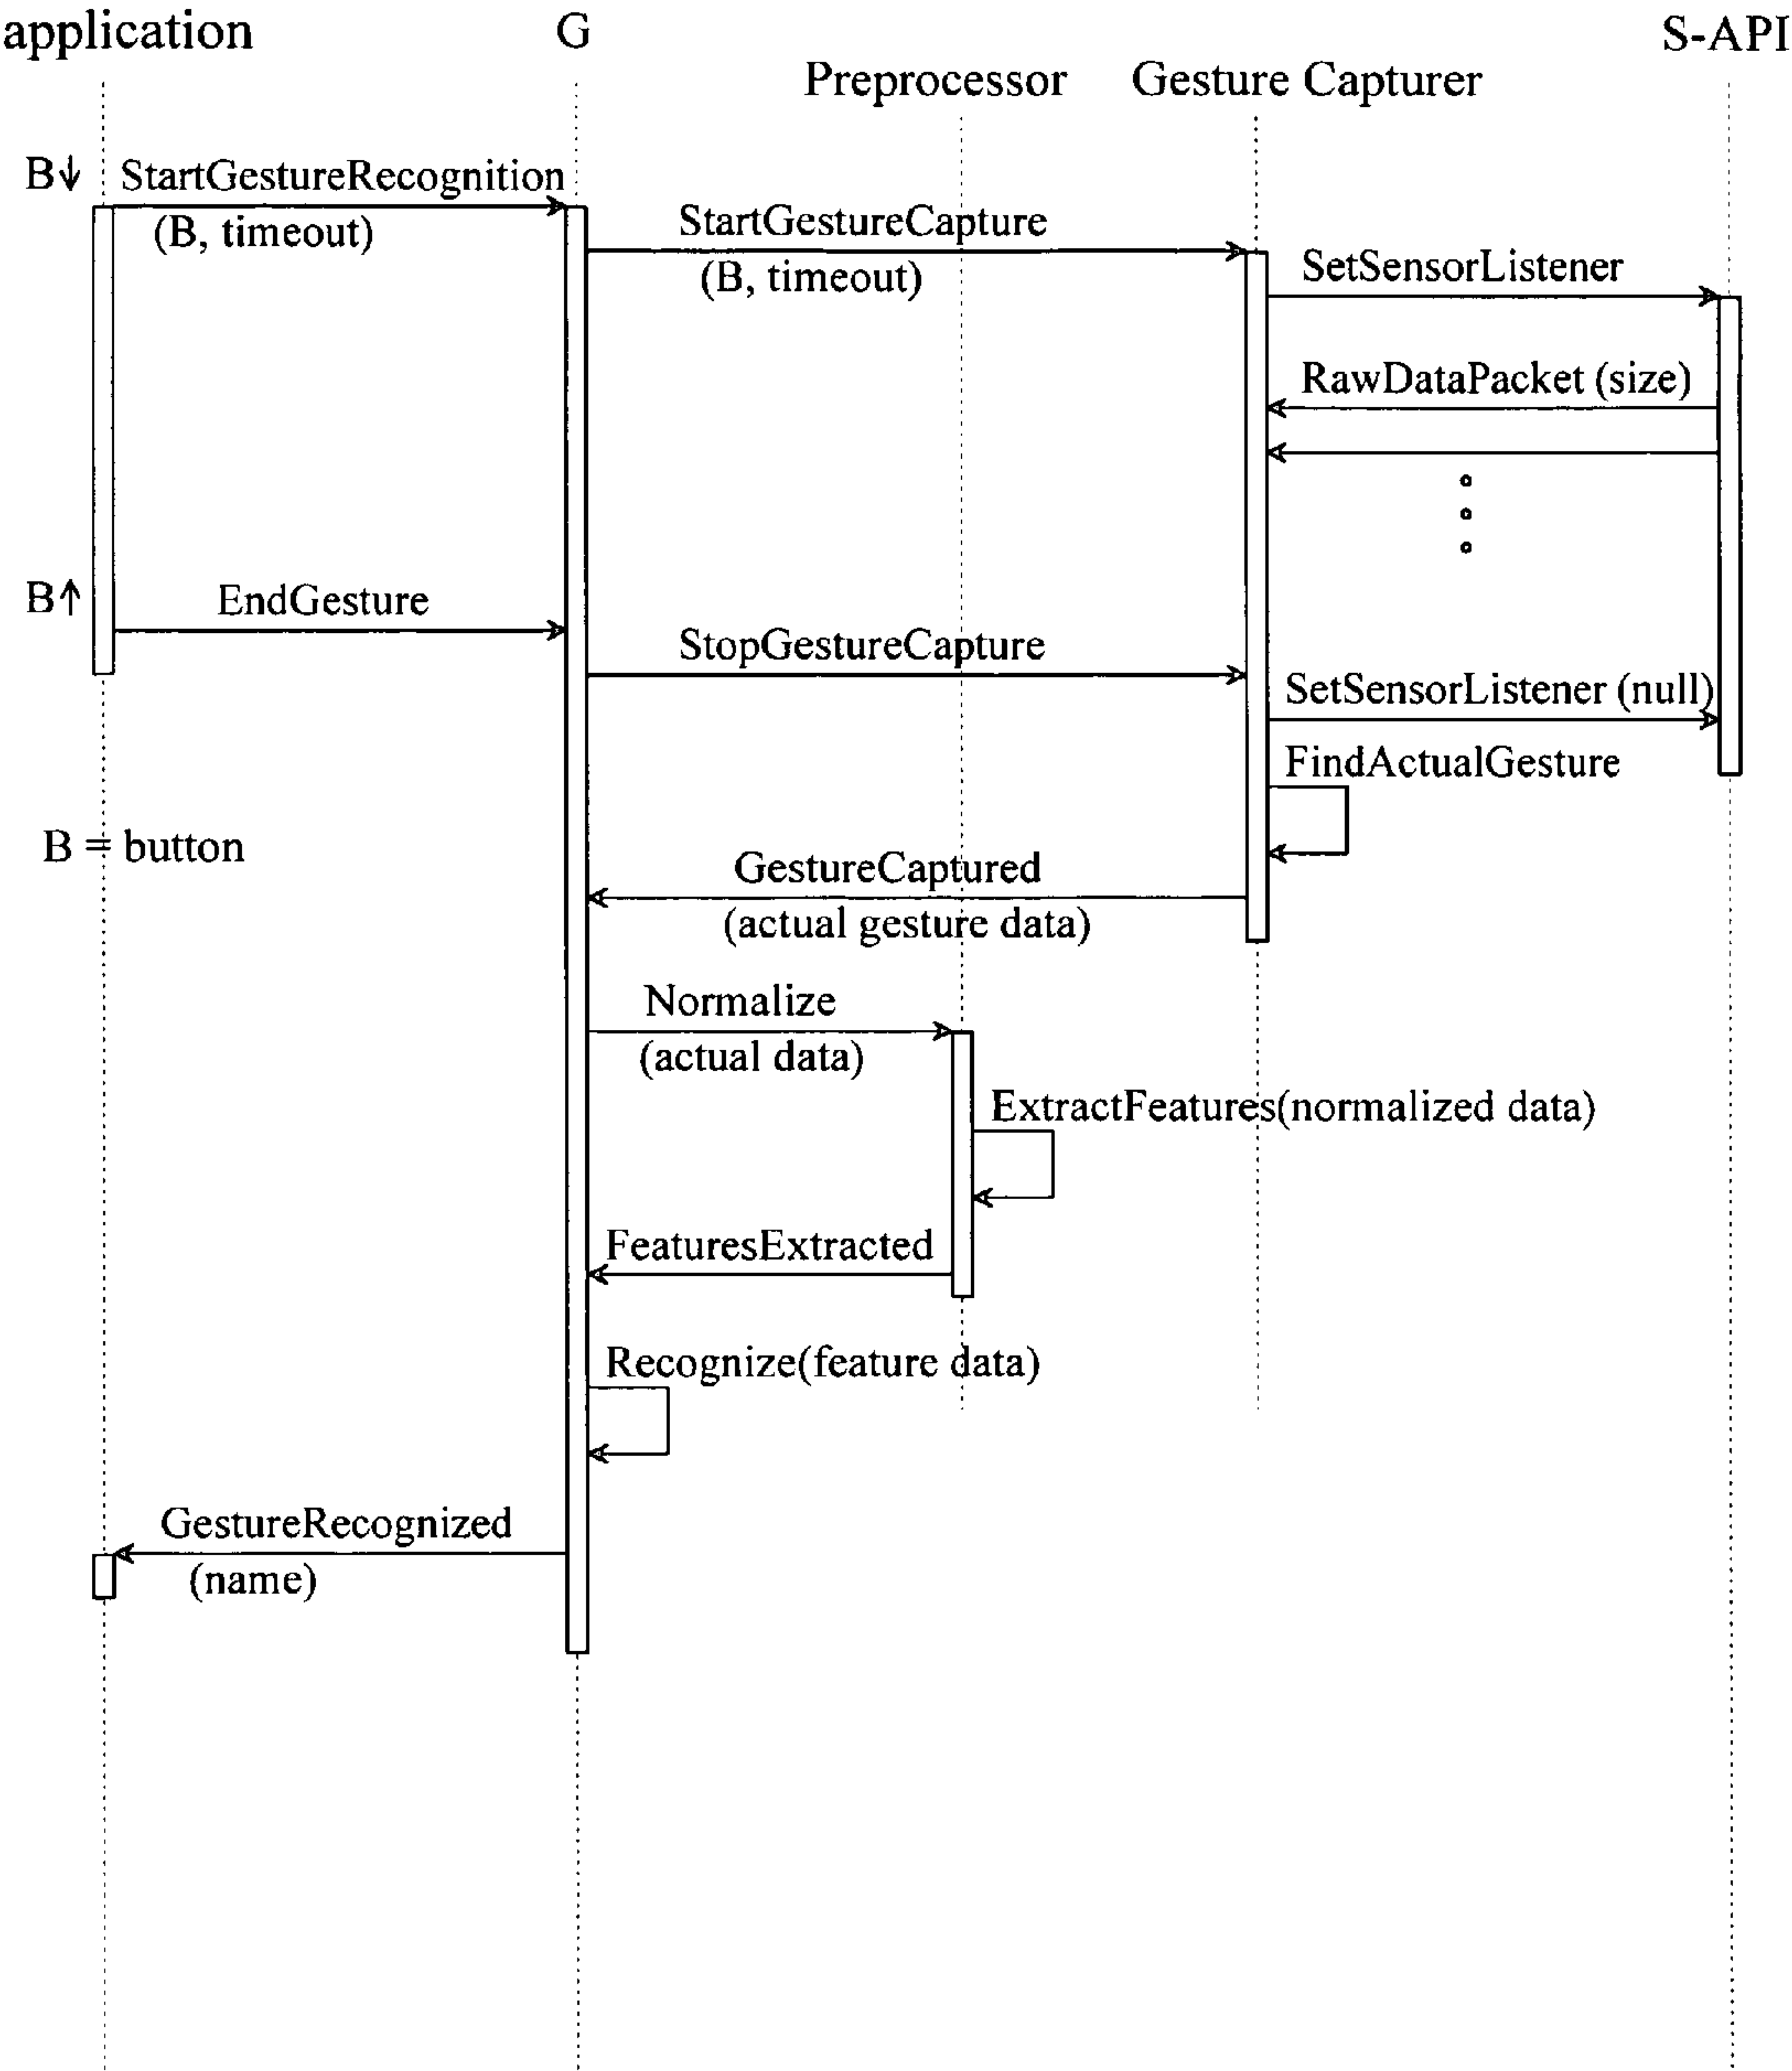 application
G
S-API
Preprocessor
Gesture Capturer
B↓
StartGestureRecognition
(B, timeout)
StartGestureCapture
(B, timeout)
SetSensorListener
RawDataPacket (size)
B↑
EndGesture
StopGestureCapture
SetSensorListener (null)
FindActualGesture
B = button
GestureCaptured
(actual gesture data)
Normalize
(actual data)
ExtractFeatures(normalized data)
FeaturesExtracted
Recognize(feature data)
GestureRecognized
(name)